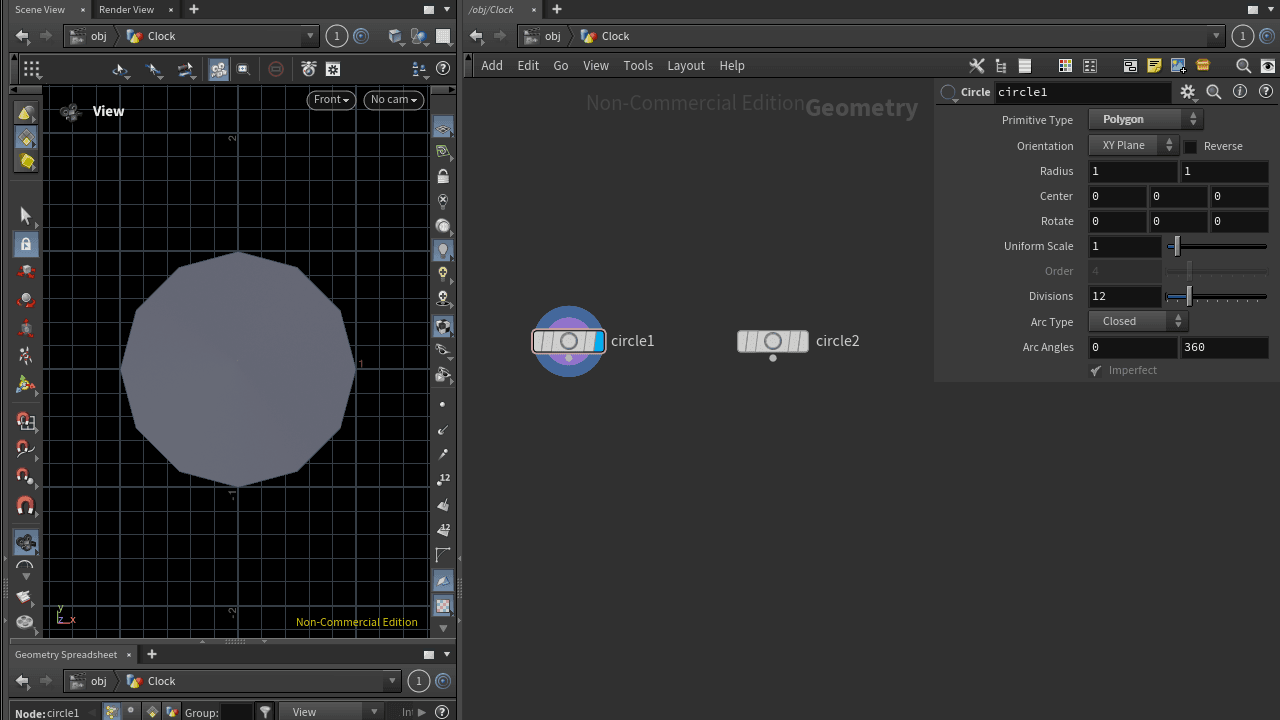 Scene View × Render View × +
obj Clock 1
View
Front No cam
2
1
-1
-2
y
z x
Non-Commercial Edition
12
12
Geometry Spreadsheet × +
obj Clock 1
Node: circle1 Group: View Int
/obj/Clock × +
obj Clock 1
Add Edit Go View Tools Layout Help
Non-Commercial Edition Geometry
circle1
circle2
Circle circle1
Primitive Type Polygon
Orientation XY Plane Reverse
Radius 1 1
Center 0 0 0
Rotate 0 0 0
Uniform Scale 1
Order 4
Divisions 12
Arc Type Closed
Arc Angles 0 360
Imperfect